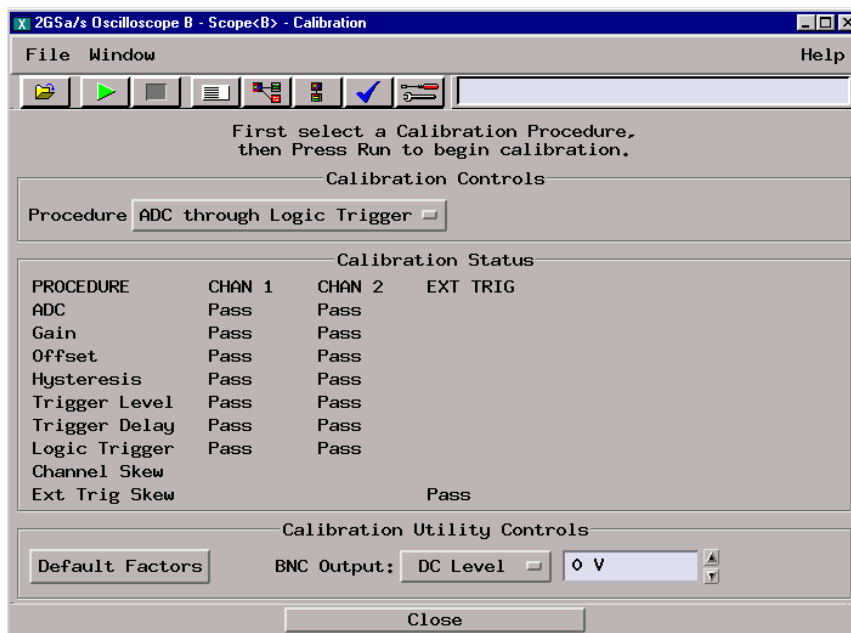 2GSa/s Oscilloscope B - Scope<B> - Calibration
File Window Help
First select a Calibration Procedure,
then Press Run to begin calibration.
Calibration Controls
Procedure ADC through Logic Trigger
Calibration Status
PROCEDURE CHAN 1 CHAN 2 EXT TRIG
ADC Pass Pass
Gain Pass Pass
Offset Pass Pass
Hysteresis Pass Pass
Trigger Level Pass Pass
Trigger Delay Pass Pass
Logic Trigger Pass Pass
Channel Skew
Ext Trig Skew Pass
Calibration Utility Controls
Default Factors BNC Output: DC Level 0 V
Close